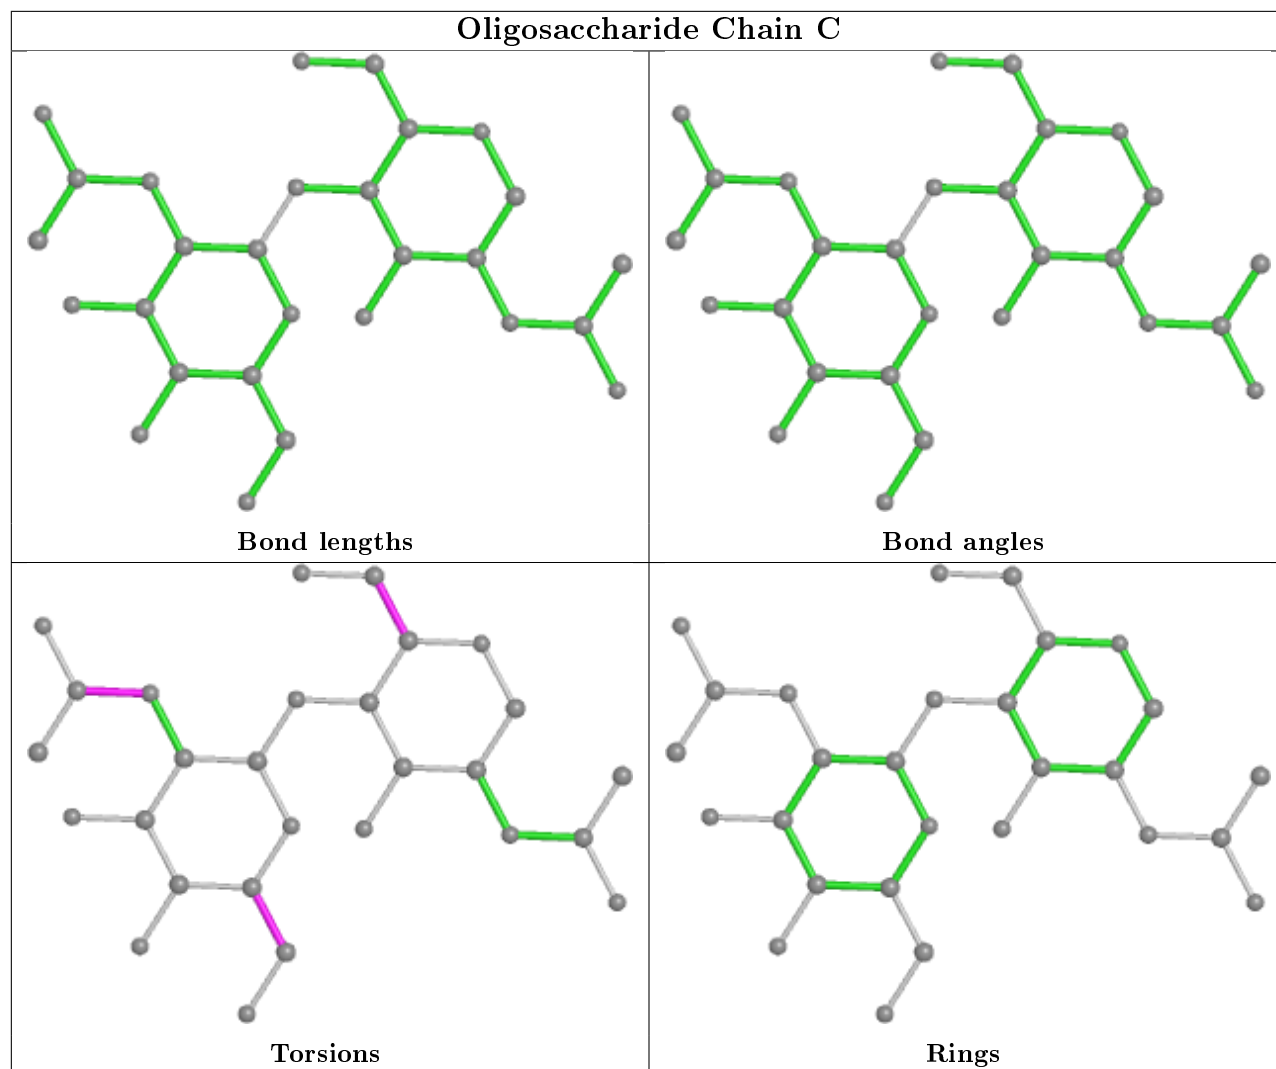 Oligosaccharide Chain C
Bond lengths
Bond angles
Torsions
Rings